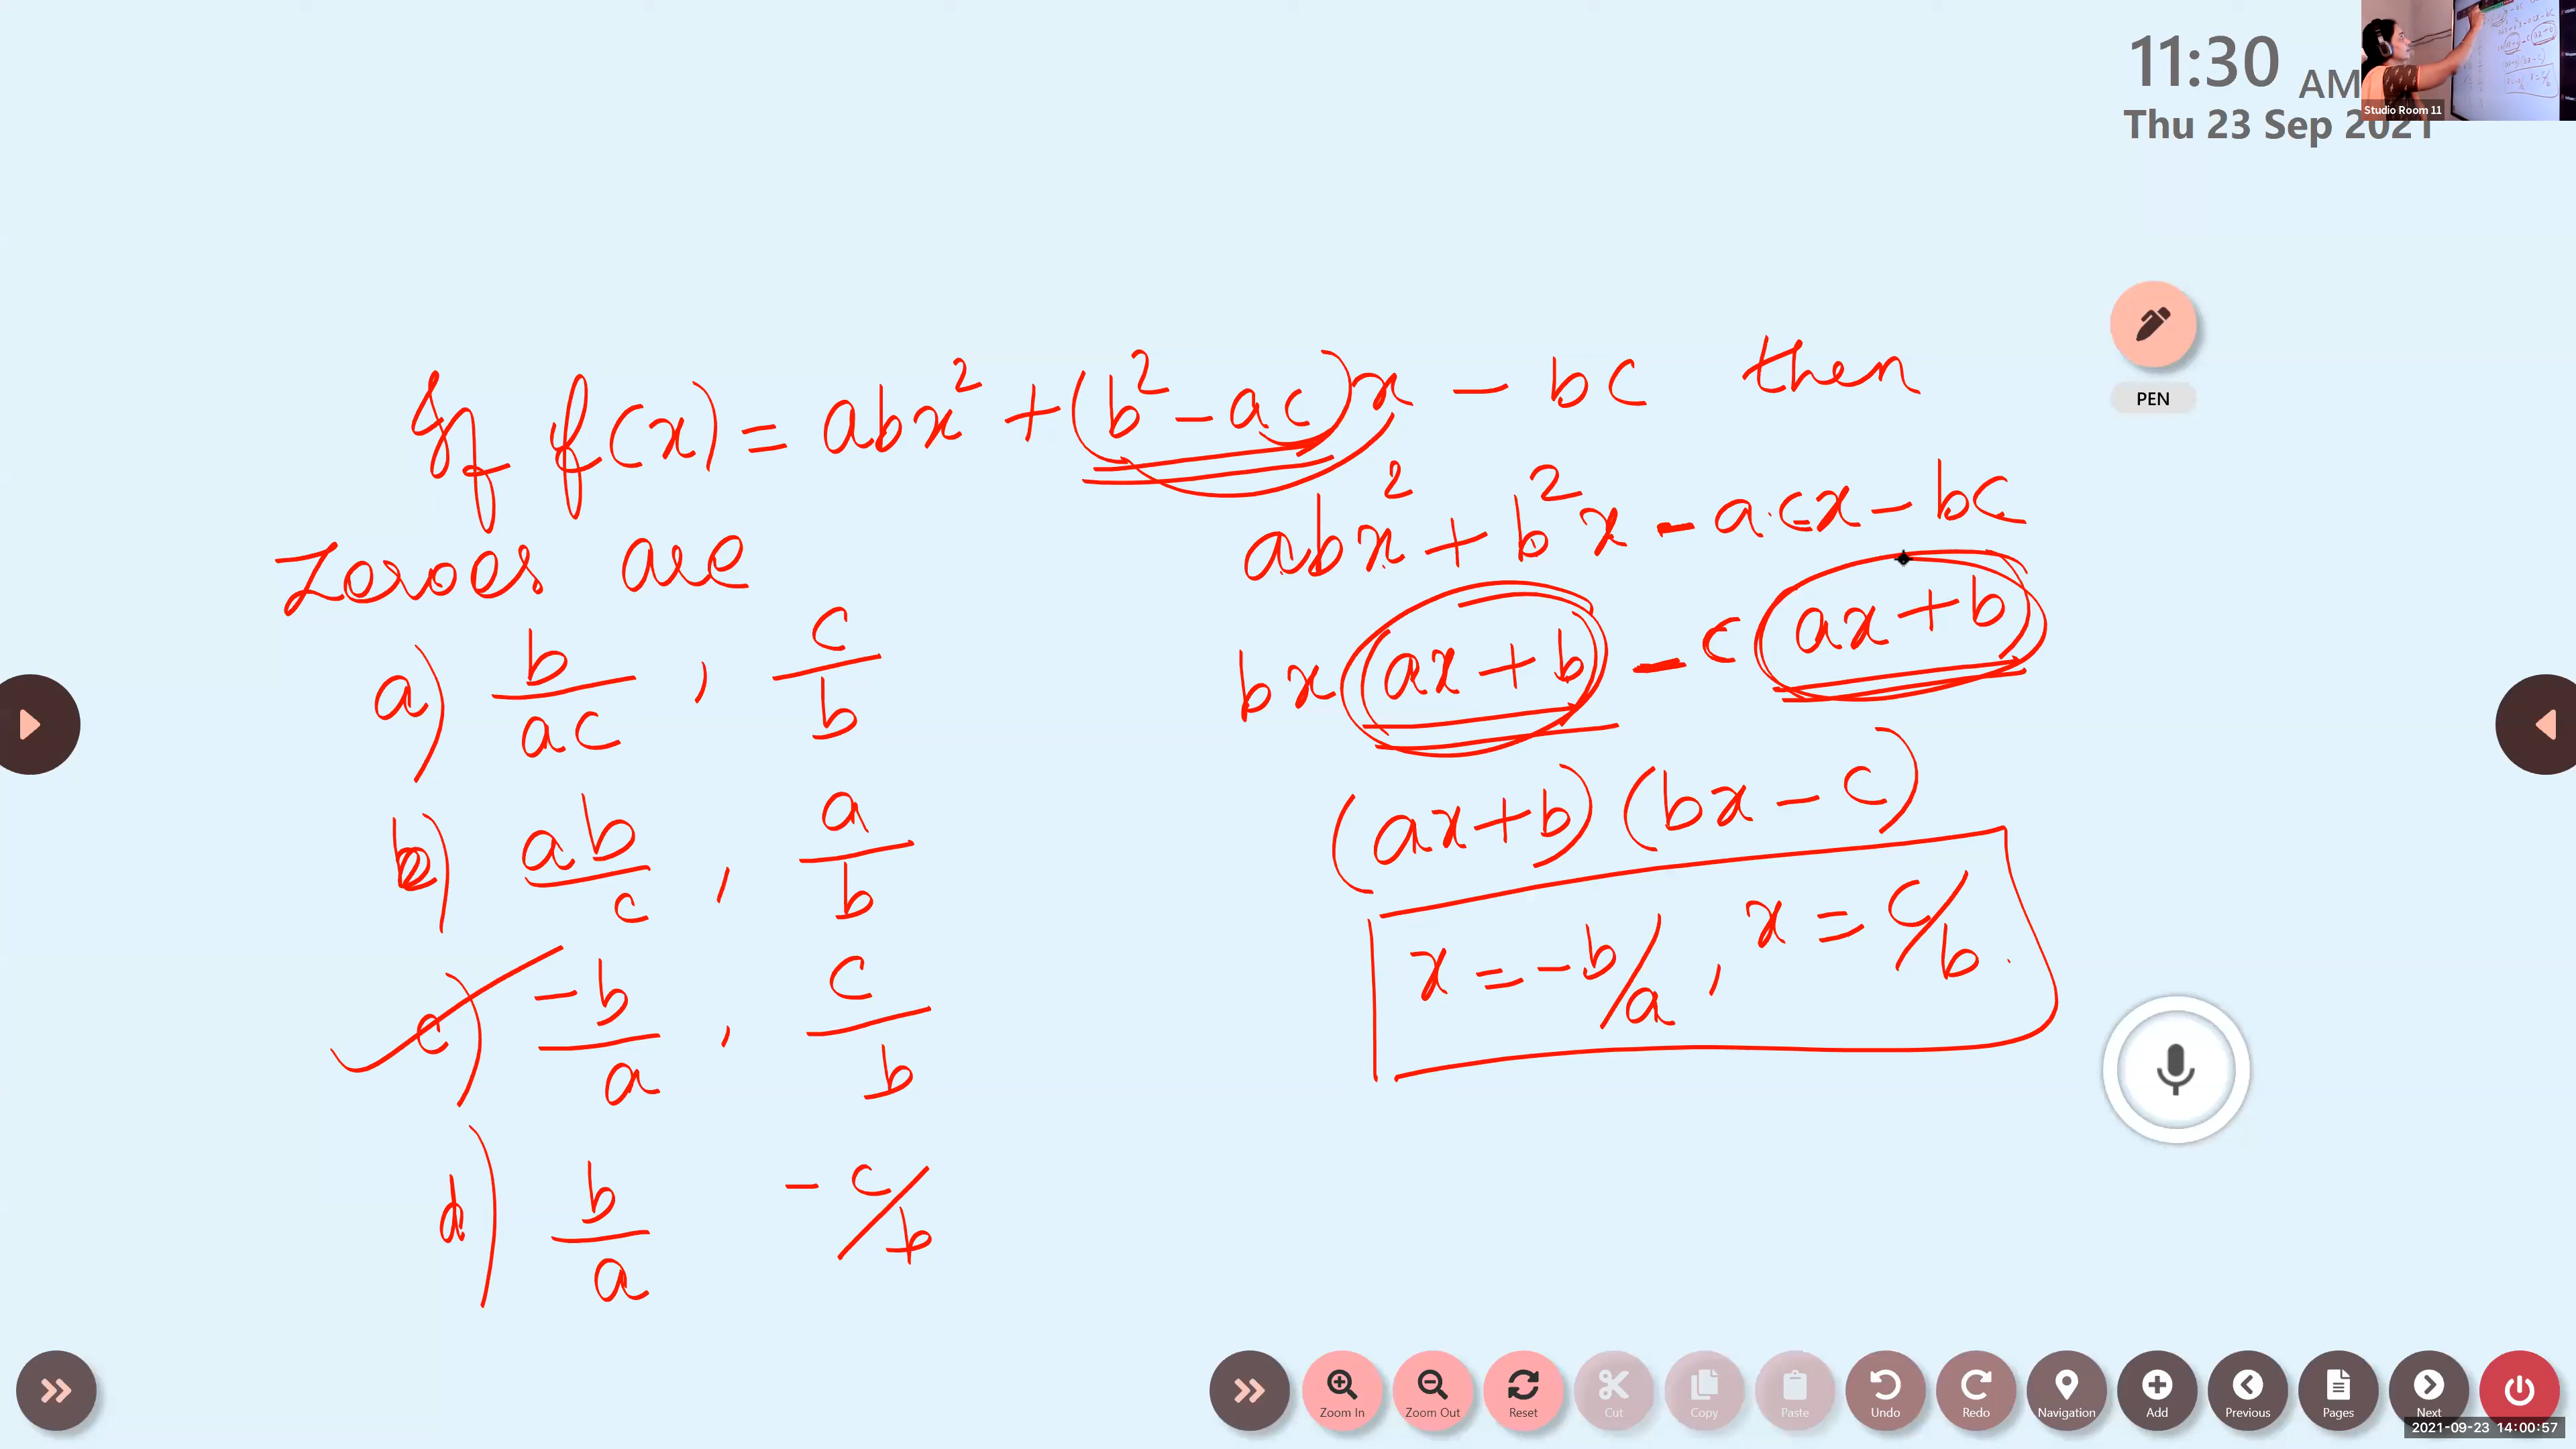 11:30 AM
Studio Room 11
Thu 23 Sep 2021
PEN
If f(x) = abx² + (b² - ac)x - bc then
Zeroes are
a) b/ac , c/b
b) ab/c , a/b
c) -b/a , c/b
d) b/a - c/b
abx² + b²x - acx - bc
bx(ax + b) - c(ax + b)
(ax+b) (bx - c)
x = -b/a , x = c/b.
Zoom In
Zoom Out
Reset
Cut
Copy
Paste
Undo
Redo
Navigation
Add
Previous
Pages
Next
2021-09-23 14:00:57